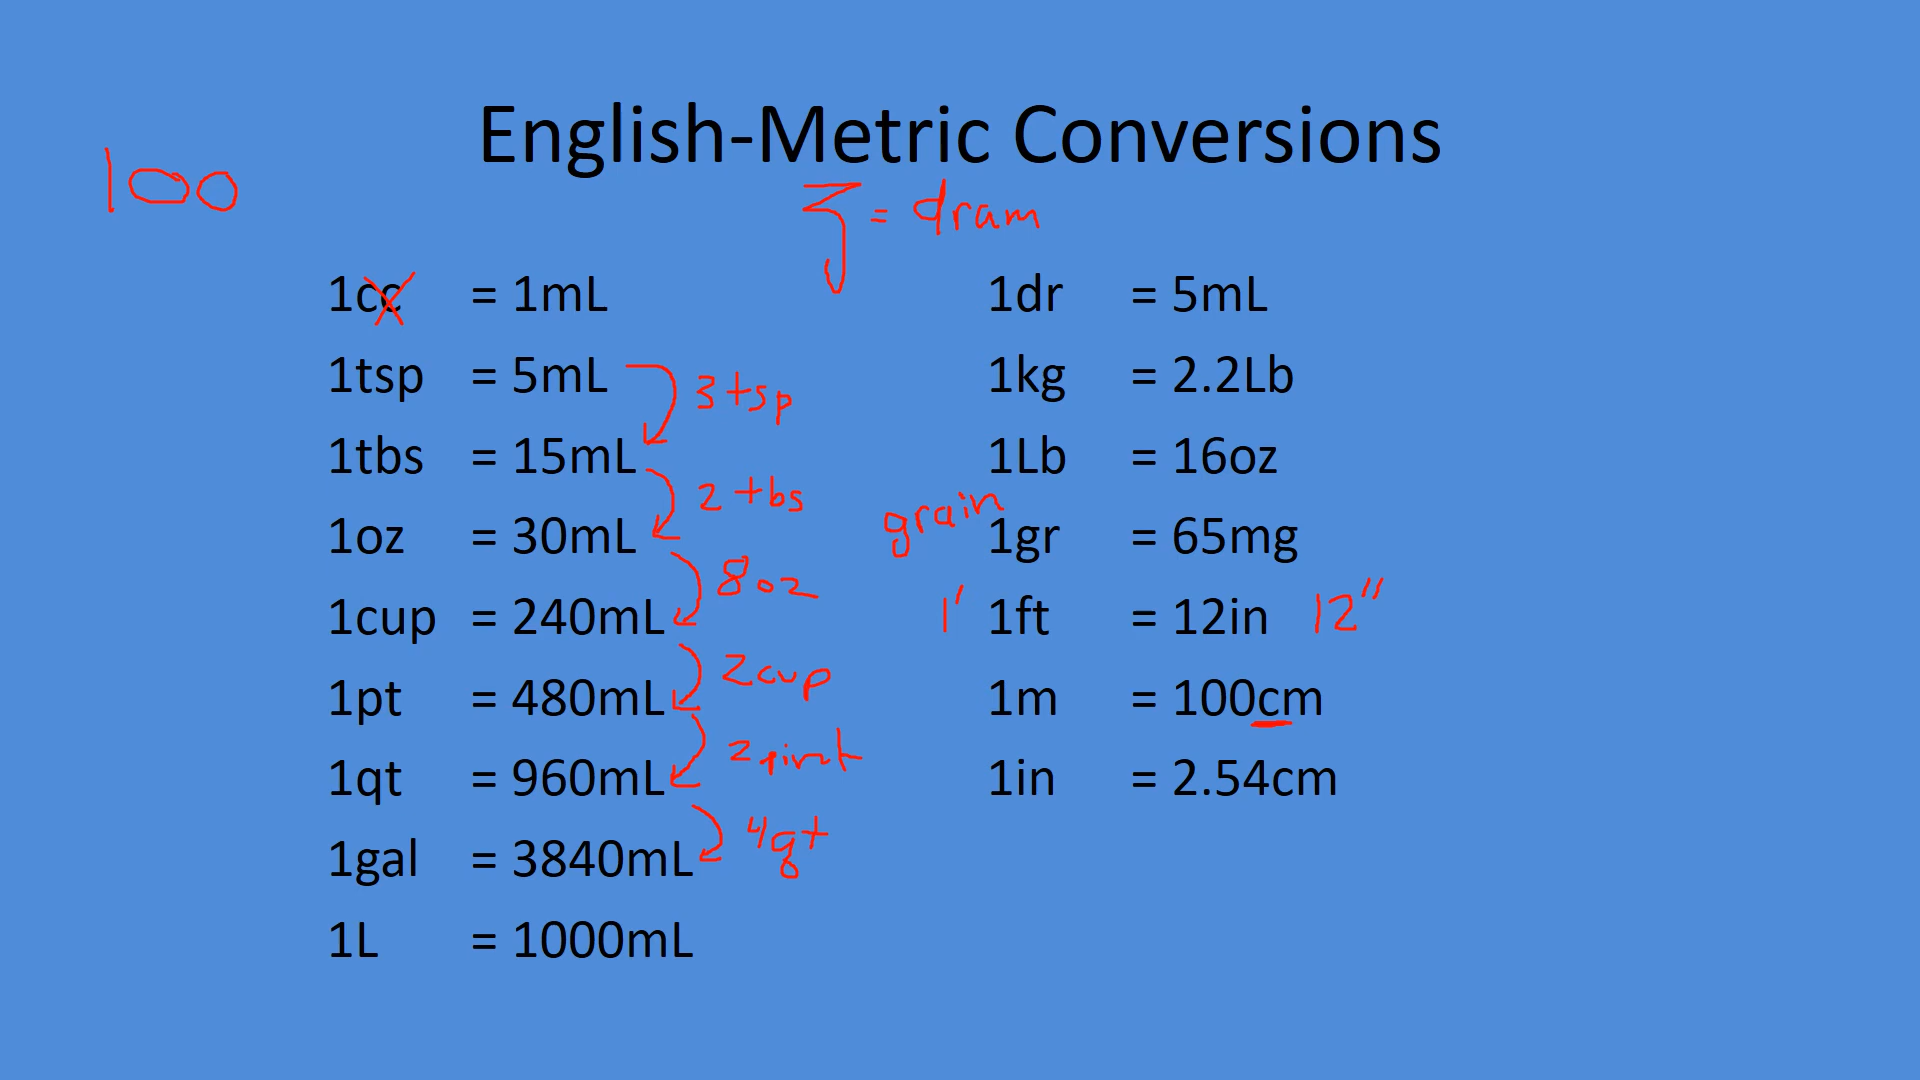 English-Metric Conversions
100
ʒ = dram
1cc = 1mL
1tsp = 5mL
3tsp
1tbs = 15mL
2tbs
1oz = 30mL
8oz
1cup = 240mL
2cup
1pt = 480mL
2pint
1qt = 960mL
4qt
1gal = 3840mL
1L = 1000mL
1dr = 5mL
1kg = 2.2Lb
1Lb = 16oz
grain
1gr = 65mg
1' 1ft = 12in 12"
1m = 100cm
1in = 2.54cm